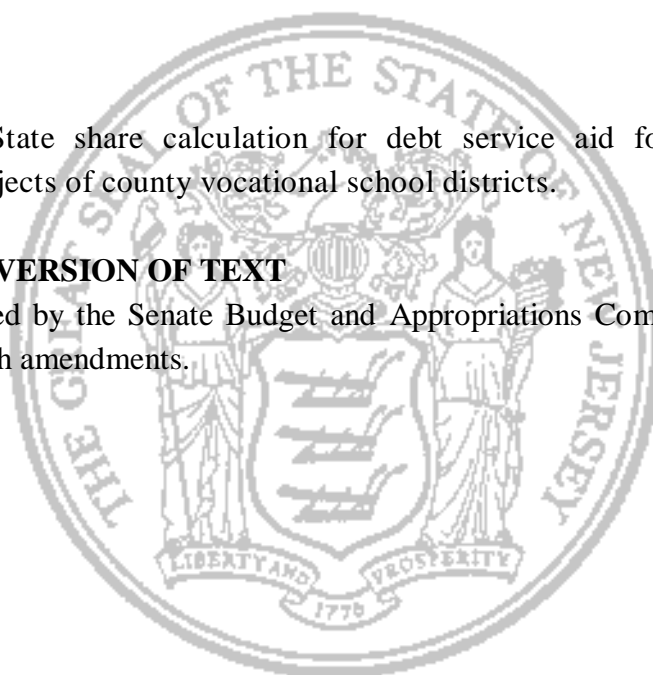 THE GREAT SEAL OF THE STATE OF NEW JERSEY
State share calculation for debt service aid fo
jects of county vocational school districts.
VERSION OF TEXT
ed by the Senate Budget and Appropriations Com
h amendments.
LIBERTY AND PROSPERITY
1776